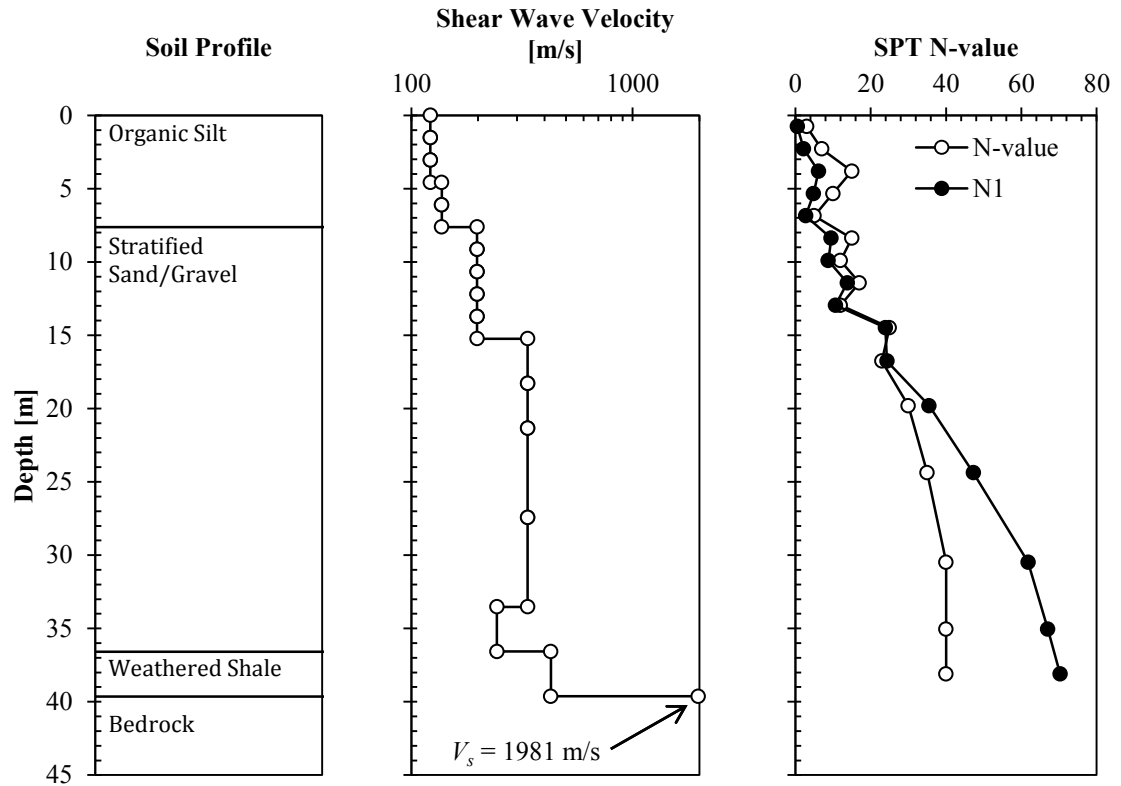 Soil Profile
Shear Wave Velocity
[m/s]
SPT N-value
100
1000
0 20 40 60 80
Depth [m]
0
5
10
15
20
25
30
35
40
45
Organic Silt
Stratified
Sand/Gravel
Weathered Shale
Bedrock
Vs = 1981 m/s
N-value
N1